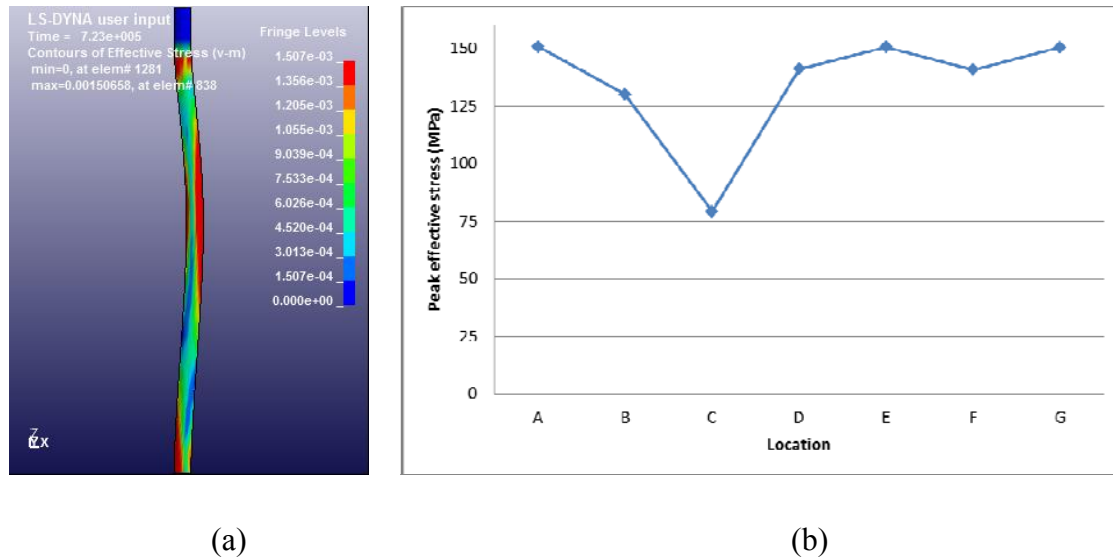 LS-DYNA user input
Time = 7.23e+005
Contours of Effective Stress (v-m)
min=0, at elem# 1281
max=0.00150658, at elem# 838
Fringe Levels
1.507e-03
1.356e-03
1.205e-03
1.055e-03
9.039e-04
7.533e-04
6.026e-04
4.520e-04
3.013e-04
1.507e-04
0.000e+00
Z
X
Peak effective stress (MPa)
150
125
100
75
50
25
0
A B C D E F G
Location
(a) (b)